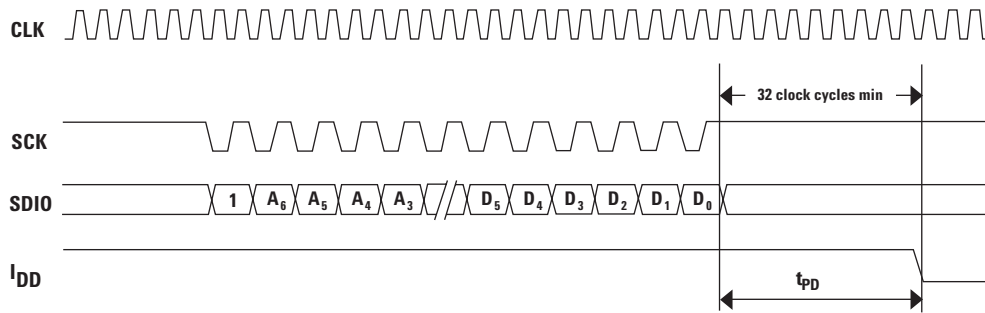 CLK
32 clock cycles min
SCK
SDIO 1 A6 A5 A4 A3 D5 D4 D3 D2 D1 D0
IDD
tPD